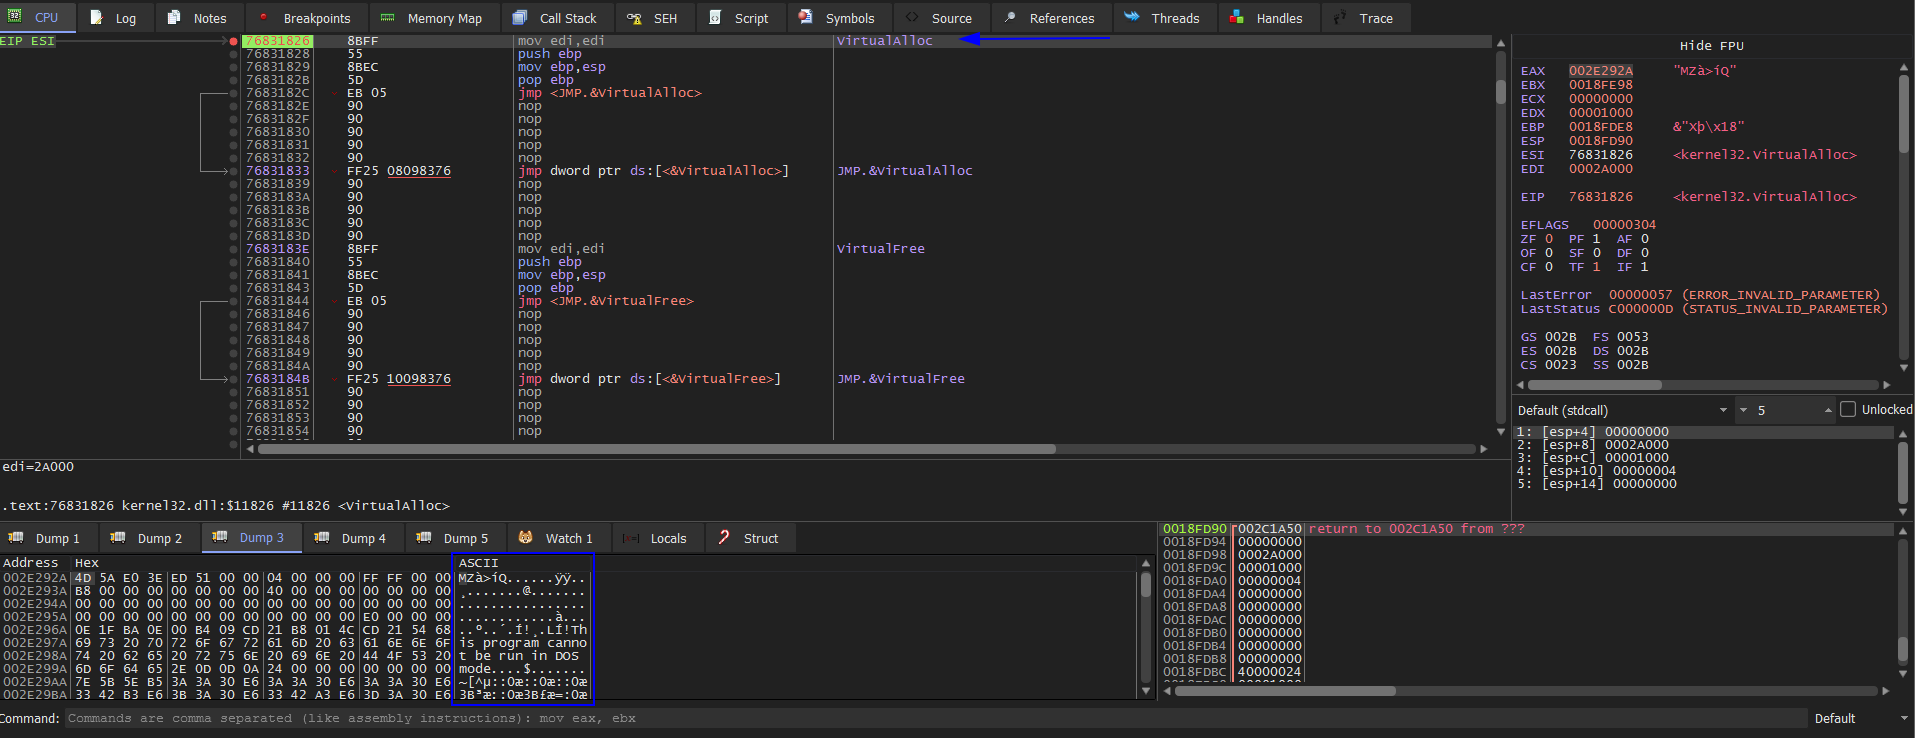 CPU Log Notes Breakpoints Memory Map Call Stack SEH Script Symbols Source References Threads Handles Trace
EIP ESI
76831826 8BFF mov edi,edi VirtualAlloc
76831828 55 push ebp
76831829 8BEC mov ebp,esp
7683182B 5D pop ebp
7683182C EB 05 jmp <JMP.&VirtualAlloc>
7683182E 90 nop
7683182F 90 nop
76831830 90 nop
76831831 90 nop
76831832 90 nop
76831833 FF25 08098376 jmp dword ptr ds:[<&VirtualAlloc>] JMP.&VirtualAlloc
76831839 90 nop
7683183A 90 nop
7683183B 90 nop
7683183C 90 nop
7683183D 90 nop
7683183E 8BFF mov edi,edi VirtualFree
76831840 55 push ebp
76831841 8BEC mov ebp,esp
76831843 5D pop ebp
76831844 EB 05 jmp <JMP.&VirtualFree>
76831846 90 nop
76831847 90 nop
76831848 90 nop
76831849 90 nop
7683184A 90 nop
7683184B FF25 10098376 jmp dword ptr ds:[<&VirtualFree>] JMP.&VirtualFree
76831851 90 nop
76831852 90 nop
76831853 90 nop
76831854 90 nop
Hide FPU
EAX 002E292A "MZà>íQ"
EBX 0018FE98
ECX 00000000
EDX 00001000
EBP 0018FDE8 &"Xþ\x18"
ESP 0018FD90
ESI 76831826 <kernel32.VirtualAlloc>
EDI 0002A000
EIP 76831826 <kernel32.VirtualAlloc>
EFLAGS 00000304
ZF 0 PF 1 AF 0
OF 0 SF 0 DF 0
CF 0 TF 1 IF 1
LastError 00000057 (ERROR_INVALID_PARAMETER)
LastStatus C000000D (STATUS_INVALID_PARAMETER)
GS 002B FS 0053
ES 002B DS 002B
CS 0023 SS 002B
Default (stdcall) 5 Unlocked
1: [esp+4] 00000000
2: [esp+8] 0002A000
3: [esp+C] 00001000
4: [esp+10] 00000004
5: [esp+14] 00000000
edi=2A000
.text:76831826 kernel32.dll:$11826 #11826 <VirtualAlloc>
Dump 1 Dump 2 Dump 3 Dump 4 Dump 5 Watch 1 Locals Struct
Address Hex ASCII
002E292A 4D 5A E0 3E ED 51 00 00 04 00 00 00 FF FF 00 00 MZà>íQ......ÿÿ..
002E293A B8 00 00 00 00 00 00 00 40 00 00 00 00 00 00 00 ¸.......@.......
002E294A 00 00 00 00 00 00 00 00 00 00 00 00 00 00 00 00 ................
002E295A 00 00 00 00 00 00 00 00 00 00 00 00 E0 00 00 00 ............à...
002E296A 0E 1F BA 0E 00 B4 09 CD 21 B8 01 4C CD 21 54 68 ..º..´.Í!¸.LÍ!Th
002E297A 69 73 20 70 72 6F 67 72 61 6D 20 63 61 6E 6E 6F is program canno
002E298A 74 20 62 65 20 72 75 6E 20 69 6E 20 44 4F 53 20 t be run in DOS
002E299A 6D 6F 64 65 2E 0D 0D 0A 24 00 00 00 00 00 00 00 mode....$.......
002E29AA 7E 5B 5E B5 3A 3A 30 E6 3A 3A 30 E6 3A 3A 30 E6 ~[^µ::0æ::0æ::0æ
002E29BA 33 42 B3 E6 3B 3A 30 E6 33 42 A3 E6 3D 3A 30 E6 3B³æ;:0æ3B£æ=:0æ
0018FD90 002C1A50 return to 002C1A50 from ???
0018FD94 00000000
0018FD98 0002A000
0018FD9C 00001000
0018FDA0 00000004
0018FDA4 00000000
0018FDA8 00000000
0018FDAC 00000000
0018FDB0 00000000
0018FDB4 00000000
0018FDB8 00000000
0018FDBC 40000024
Command: Commands are comma separated (like assembly instructions): mov eax, ebx Default